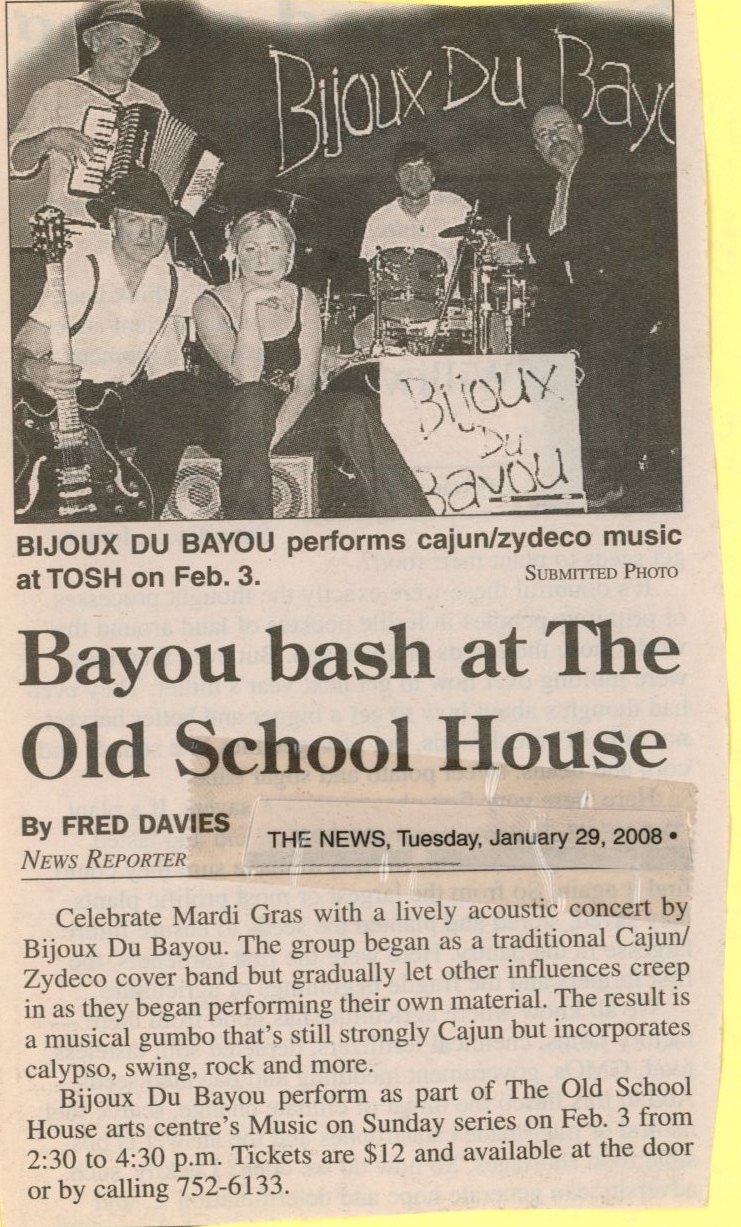 Bijoux Du Bayo
Bijoux
Du
Bayou
BIJOUX DU BAYOU performs cajun/zydeco music
at TOSH on Feb. 3.
SUBMITTED PHOTO
Bayou bash at The
Old School House
By FRED DAVIES
NEWS REPORTER
THE NEWS, Tuesday, January 29, 2008 •
Celebrate Mardi Gras with a lively acoustic concert by
Bijoux Du Bayou. The group began as a traditional Cajun/
Zydeco cover band but gradually let other influences creep
in as they began performing their own material. The result is
a musical gumbo that's still strongly Cajun but incorporates
calypso, swing, rock and more.
Bijoux Du Bayou perform as part of The Old School
House arts centre's Music on Sunday series on Feb. 3 from
2:30 to 4:30 p.m. Tickets are $12 and available at the door
or by calling 752-6133.